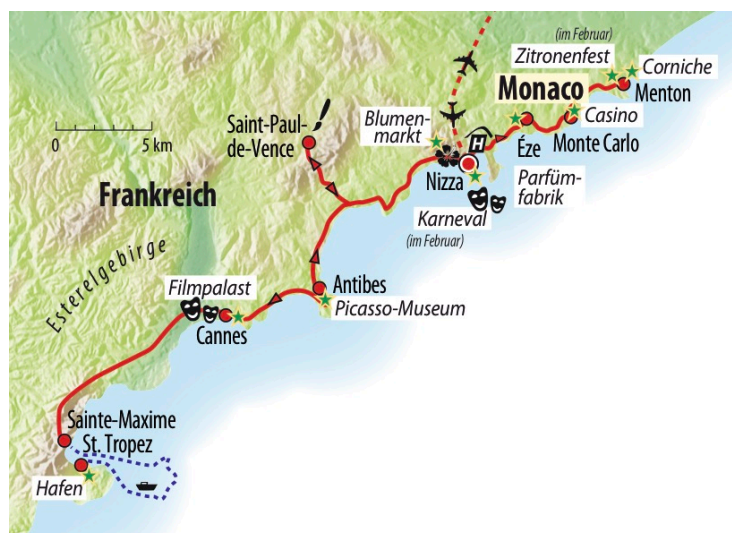 (im Februar)
Zitronenfest
Corniche
Monaco
Menton
Blumen-
markt
Casino
Saint-Paul-
de-Vence
H
Éze
Monte Carlo
0 5 km
Nizza
Parfüm-
fabrik
Frankreich
Karneval
(im Februar)
Esterelgebirge
Filmpalast
Antibes
Picasso-Museum
Cannes
Sainte-Maxime
St. Tropez
Hafen